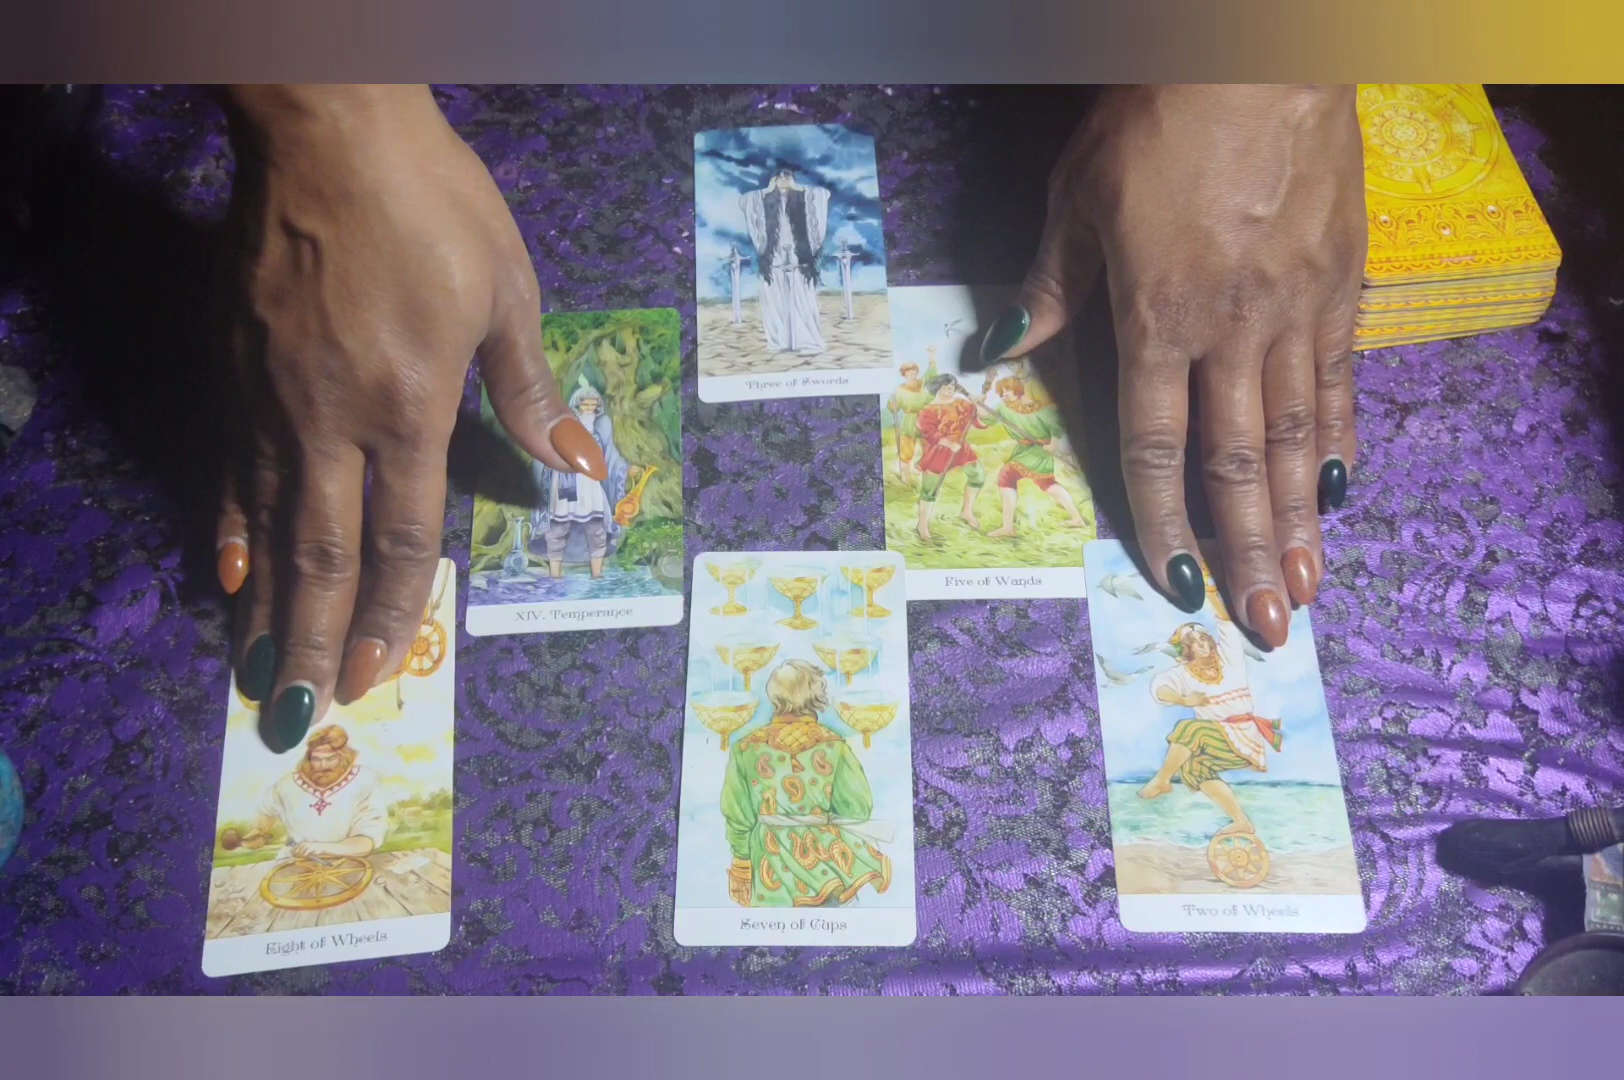 Three of Swords
Five of Wands
XIV. Temperance
Eight of Wheels
Seven of Cups
Two of Wheels